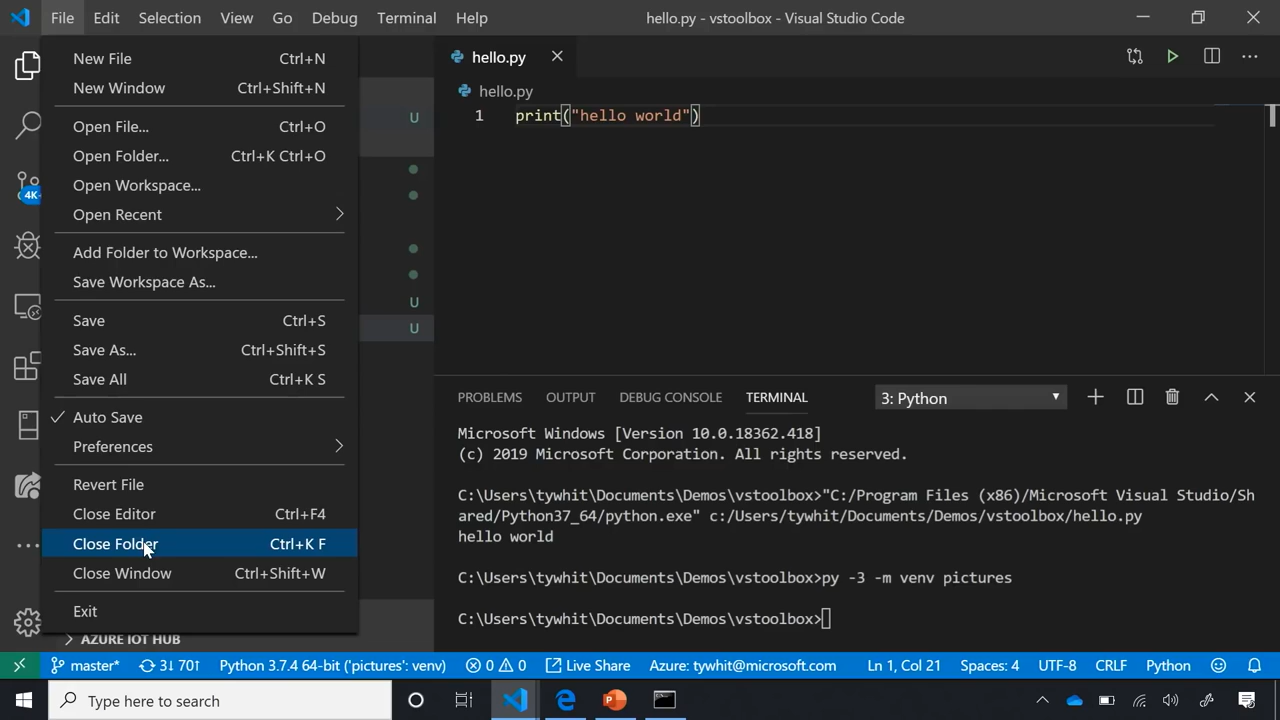 File Edit Selection View Go Debug Terminal Help hello.py - vstoolbox - Visual Studio Code
New File Ctrl+N
New Window Ctrl+Shift+N
Open File... Ctrl+O
Open Folder... Ctrl+K Ctrl+O
Open Workspace...
Open Recent
Add Folder to Workspace...
Save Workspace As...
Save Ctrl+S
Save As... Ctrl+Shift+S
Save All Ctrl+K S
Auto Save
Preferences
Revert File
Close Editor Ctrl+F4
Close Folder Ctrl+K F
Close Window Ctrl+Shift+W
Exit
4K+
U
U
U
AZURE IOT HUB
hello.py
hello.py
1 print("hello world")
PROBLEMS OUTPUT DEBUG CONSOLE TERMINAL 3: Python
Microsoft Windows [Version 10.0.18362.418]
(c) 2019 Microsoft Corporation. All rights reserved.
C:\Users\tywhit\Documents\Demos\vstoolbox>"C:/Program Files (x86)/Microsoft Visual Studio/Sh
ared/Python37_64/python.exe" c:/Users/tywhit/Documents/Demos/vstoolbox/hello.py
hello world
C:\Users\tywhit\Documents\Demos\vstoolbox>py -3 -m venv pictures
C:\Users\tywhit\Documents\Demos\vstoolbox>
master* 3↓ 70↑ Python 3.7.4 64-bit ('pictures': venv) 0 0 Live Share Azure: tywhit@microsoft.com Ln 1, Col 21 Spaces: 4 UTF-8 CRLF Python
Type here to search